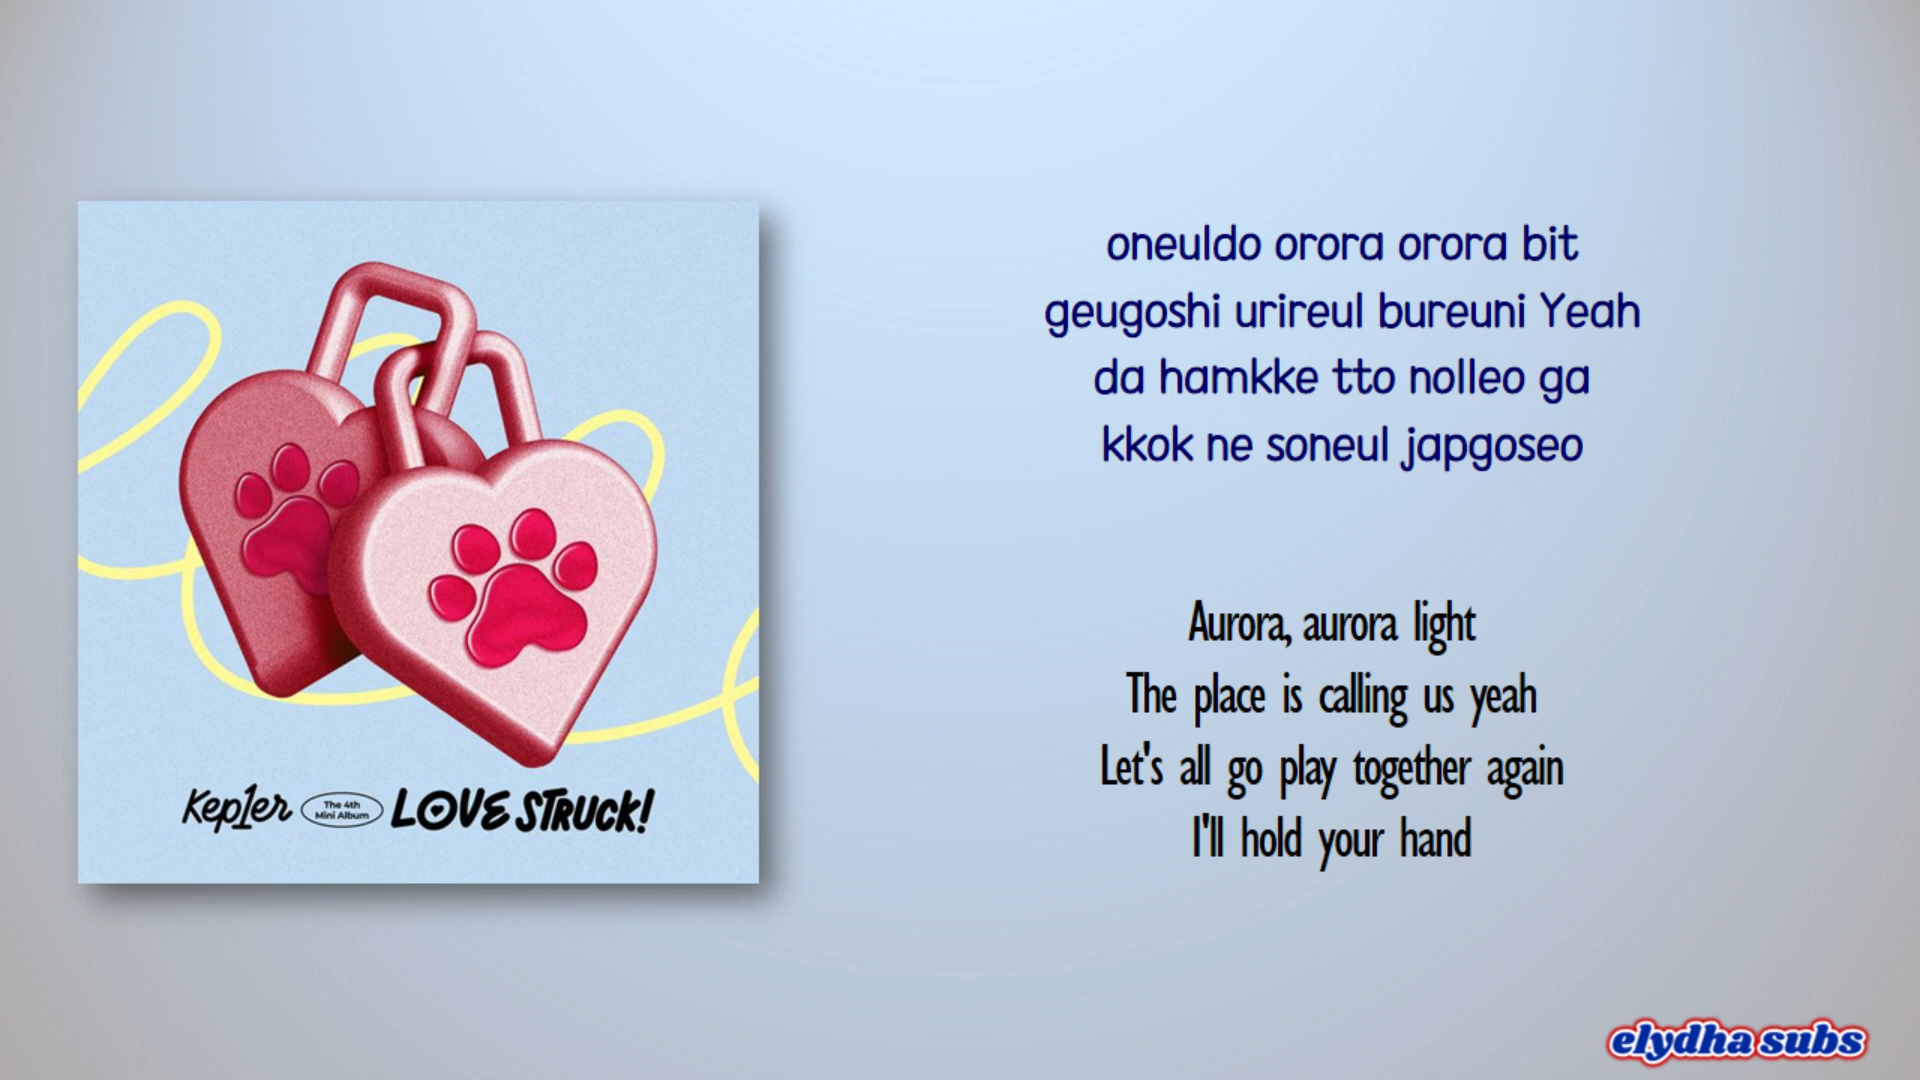 Kep1er The 4th Mini Album LOVE STRUCK!
oneuldo orora orora bit
geugoshi urireul bureuni Yeah
da hamkke tto nolleo ga
kkok ne soneul japgoseo
Aurora, aurora light
The place is calling us yeah
Let's all go play together again
I'll hold your hand
elydha subs